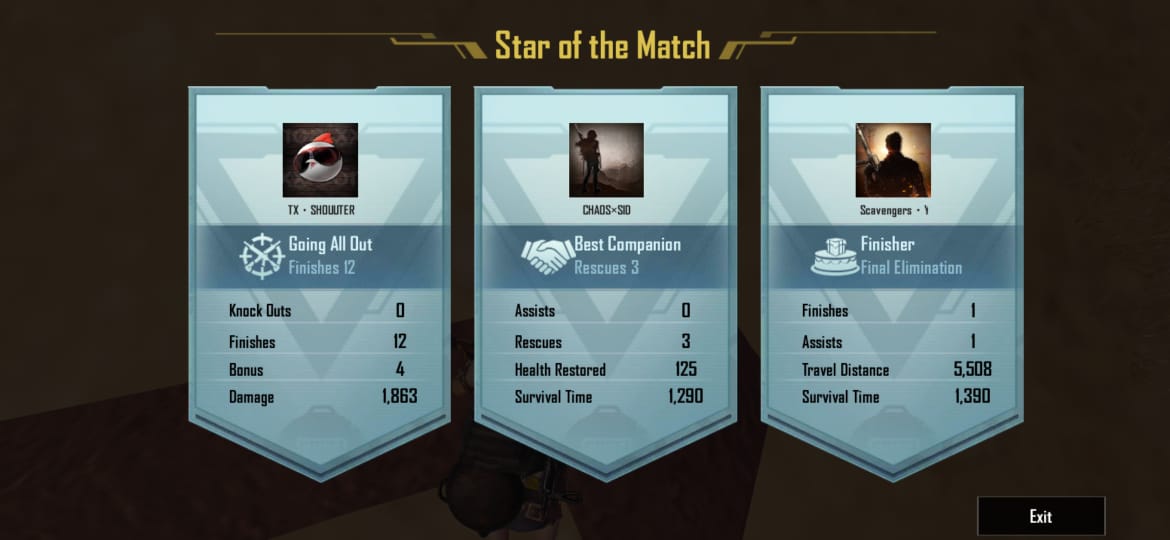 Star of the Match
TX · SHOUUTER
Going All Out
Finishes 12
Knock Outs 0
Finishes 12
Bonus 4
Damage 1,863
CHAOS×SID
Best Companion
Rescues 3
Assists 0
Rescues 3
Health Restored 125
Survival Time 1,290
Scavengers · Y
Finisher
Final Elimination
Finishes 1
Assists 1
Travel Distance 5,508
Survival Time 1,390
Exit